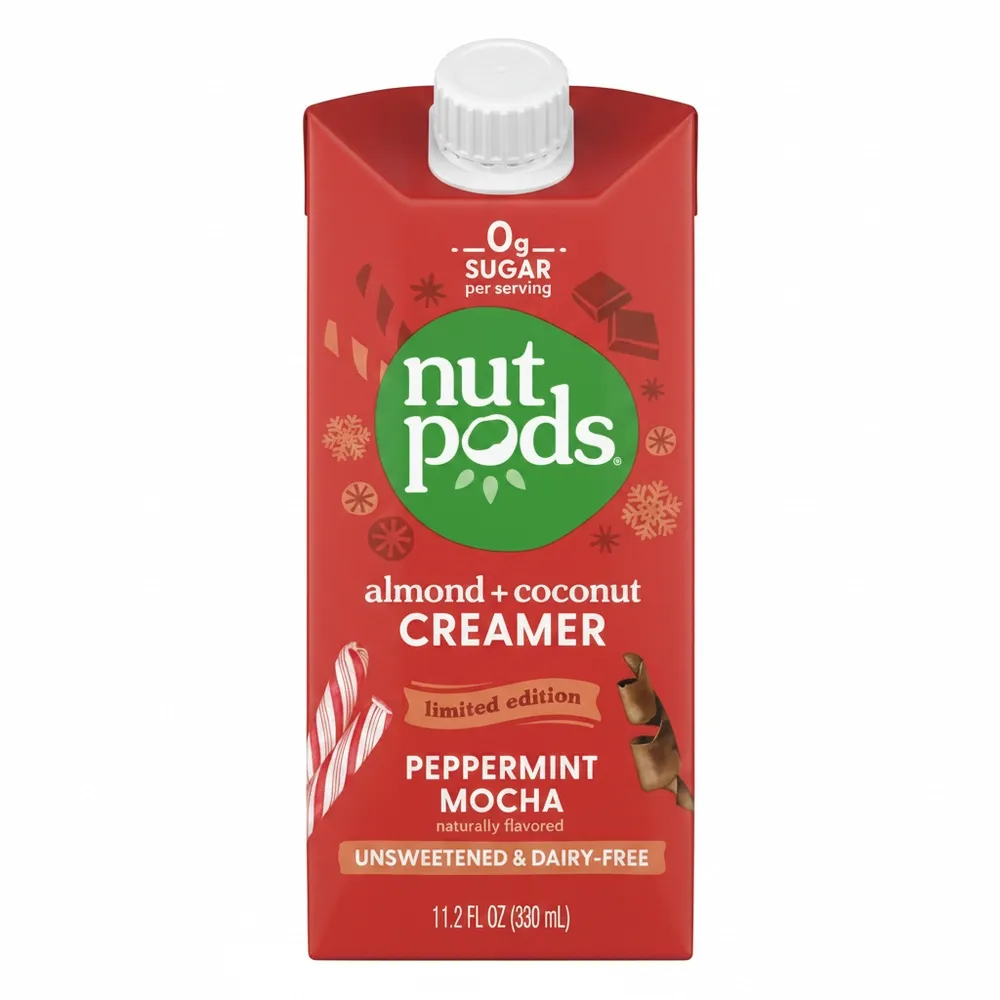 0g
SUGAR
per serving
nut
pods®
almond + coconut
CREAMER
limited edition
PEPPERMINT
MOCHA
naturally flavored
UNSWEETENED & DAIRY-FREE
11.2 FL OZ (330 mL)